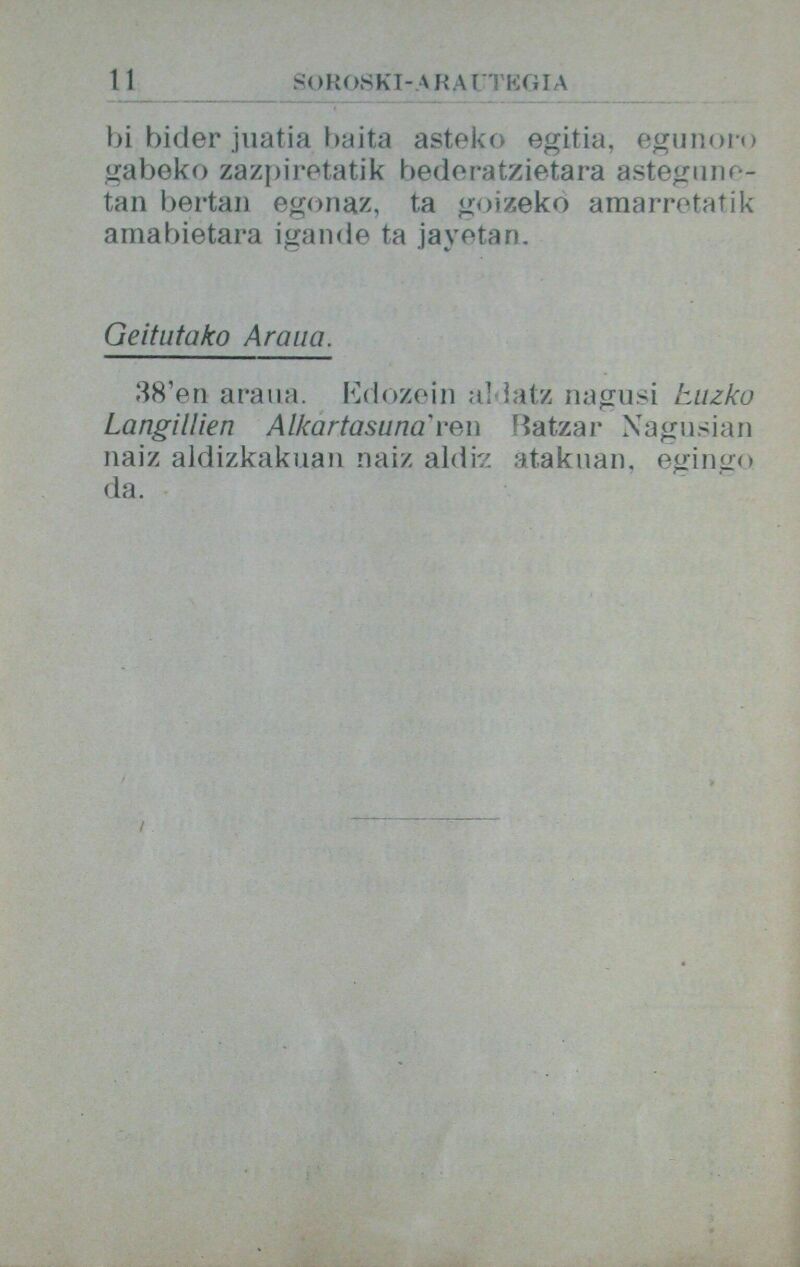 11 SOROSKI-ARAUTEGIA
bi bider juatia baita asteko egitia, egunoro
gabeko zazpiretatik bederatzietara astegune-
tan bertan egonaz, ta goizeko amarretatik
amabietara igande ta jayetan.
Geitutako Araua.
38'en araua. Edozein aldatz nagusi Euzko
Langillien Alkartasuna'ren Batzar Nagusian
naiz aldizkakuan naiz aldiz atakuan, egingo
da.